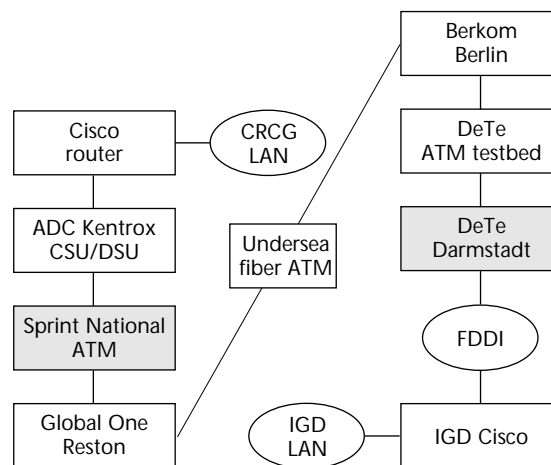 Berkom
Berlin
Cisco
router
CRCG
LAN
DeTe
ATM testbed
ADC Kentrox
CSU/DSU
Undersea
fiber ATM
DeTe
Darmstadt
Sprint National
ATM
FDDI
Global One
Reston
IGD
LAN
IGD Cisco